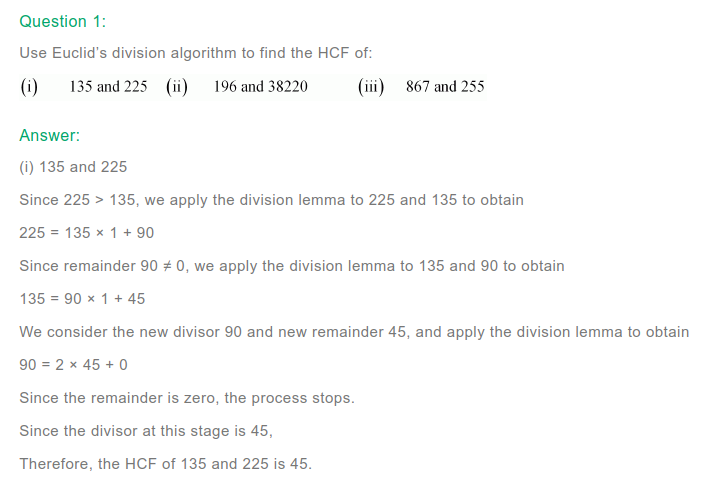 Question 1:
Use Euclid's division algorithm to find the HCF of:
(i) 135 and 225 (ii) 196 and 38220 (iii) 867 and 255
Answer:
(i) 135 and 225
Since 225 > 135, we apply the division lemma to 225 and 135 to obtain
225 = 135 × 1 + 90
Since remainder 90 ≠ 0, we apply the division lemma to 135 and 90 to obtain
135 = 90 × 1 + 45
We consider the new divisor 90 and new remainder 45, and apply the division lemma to obtain
90 = 2 × 45 + 0
Since the remainder is zero, the process stops.
Since the divisor at this stage is 45,
Therefore, the HCF of 135 and 225 is 45.